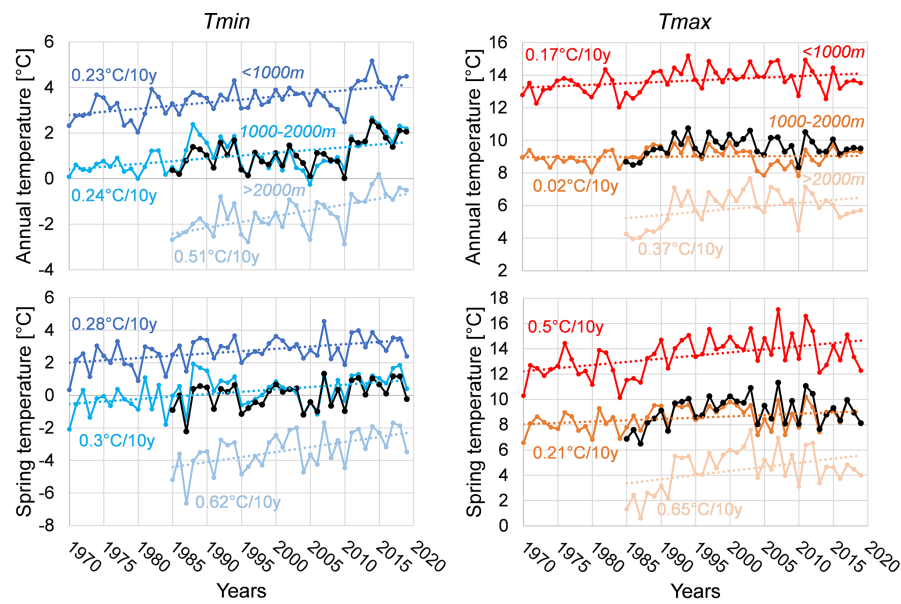 Tmin
Tmax
Annual temperature [°C]
6
4
2
0
-2
-4
0.23°C/10y
<1000m
1000-2000m
0.24°C/10y
>2000m
0.51°C/10y
Annual temperature [°C]
16
14
12
10
8
6
4
2
0.17°C/10y
<1000m
1000-2000m
0.02°C/10y
>2000m
0.37°C/10y
Spring temperature [°C]
6
4
2
0
-2
-4
-6
-8
0.28°C/10y
0.3°C/10y
0.62°C/10y
1970
1975
1980
1985
1990
1995
2000
2005
2010
2015
2020
Years
Spring temperature [°C]
18
16
14
12
10
8
6
4
2
0
0.5°C/10y
0.21°C/10y
0.65°C/10y
1970
1975
1980
1985
1990
1995
2000
2005
2010
2015
2020
Years